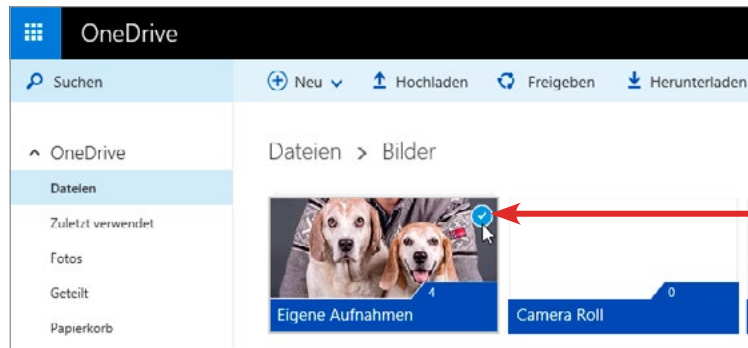 OneDrive
Suchen
Neu
Hochladen
Freigeben
Herunterladen
OneDrive
Dateien > Bilder
Dateien
Zuletzt verwendet
Fotos
Geteilt
Papierkorb
4
Eigene Aufnahmen
0
Camera Roll